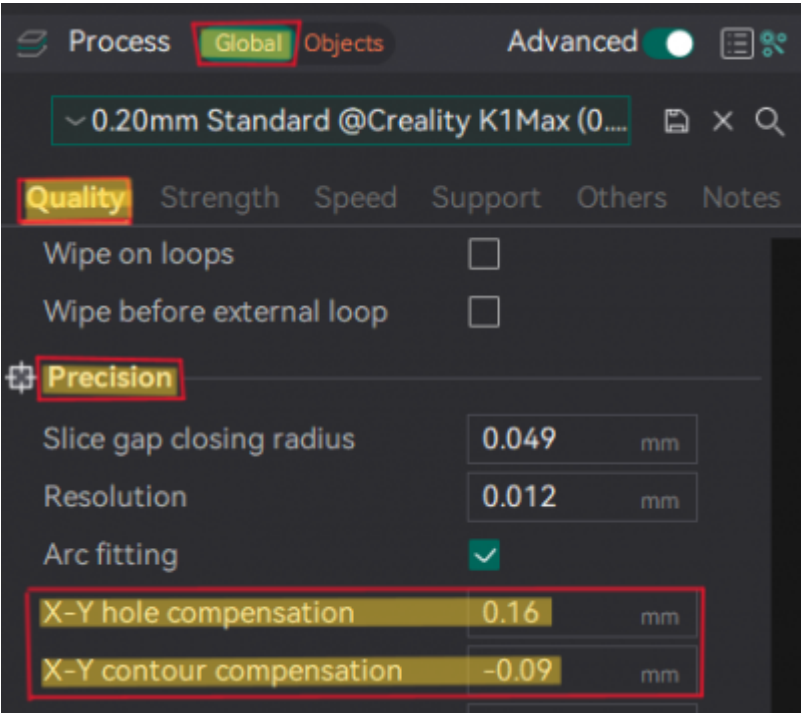 Process Global Objects Advanced
0.20mm Standard @Creality K1Max (0....
Quality Strength Speed Support Others Notes
Wipe on loops
Wipe before external loop
Precision
Slice gap closing radius 0.049 mm
Resolution 0.012 mm
Arc fitting
X-Y hole compensation 0.16 mm
X-Y contour compensation -0.09 mm